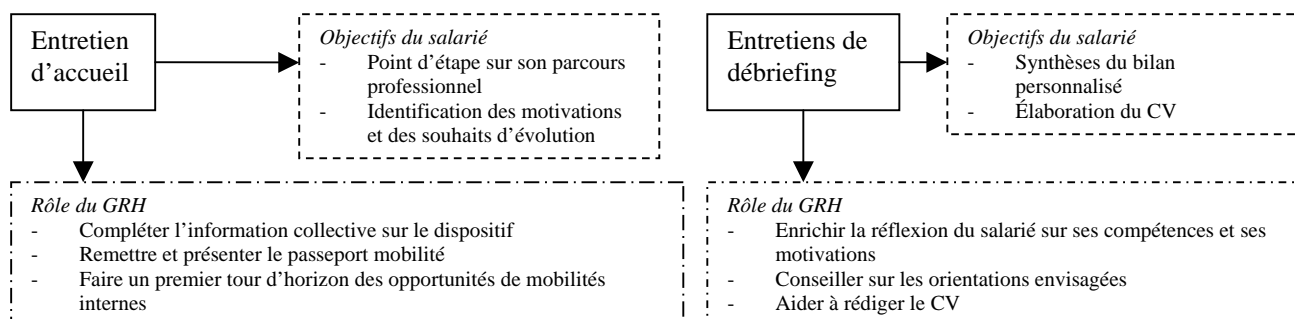 Entretien
d’accueil
Objectifs du salarié
- Point d’étape sur son parcours
professionnel
- Identification des motivations
et des souhaits d’évolution
Rôle du GRH
- Compléter l’information collective sur le dispositif
- Remettre et présenter le passeport mobilité
- Faire un premier tour d’horizon des opportunités de mobilités
internes
Entretiens de
débriefing
Objectifs du salarié
- Synthèses du bilan
personnalisé
- Élaboration du CV
Rôle du GRH
- Enrichir la réflexion du salarié sur ses compétences et ses
motivations
- Conseiller sur les orientations envisagées
- Aider à rédiger le CV